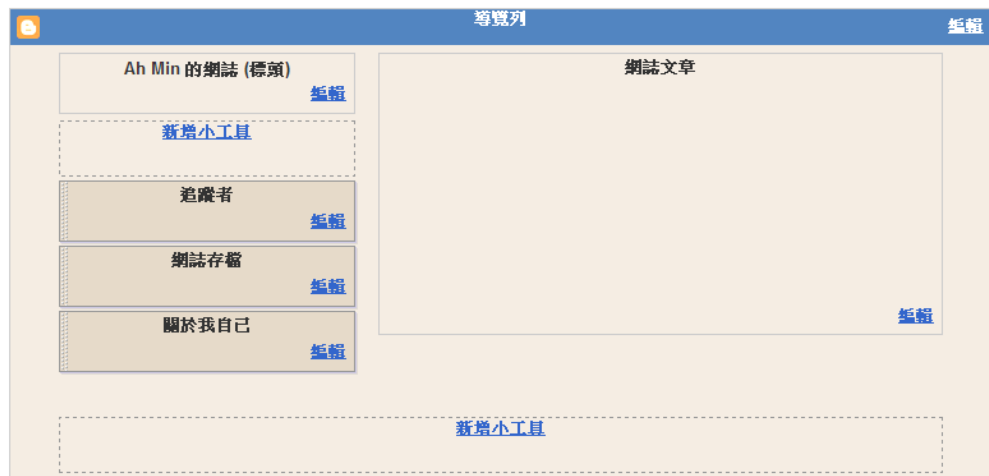 導覽列
編輯
Ah Min 的網誌 (標頭)
編輯
新增小工具
追蹤者
編輯
網誌存檔
編輯
關於我自己
編輯
網誌文章
編輯
新增小工具